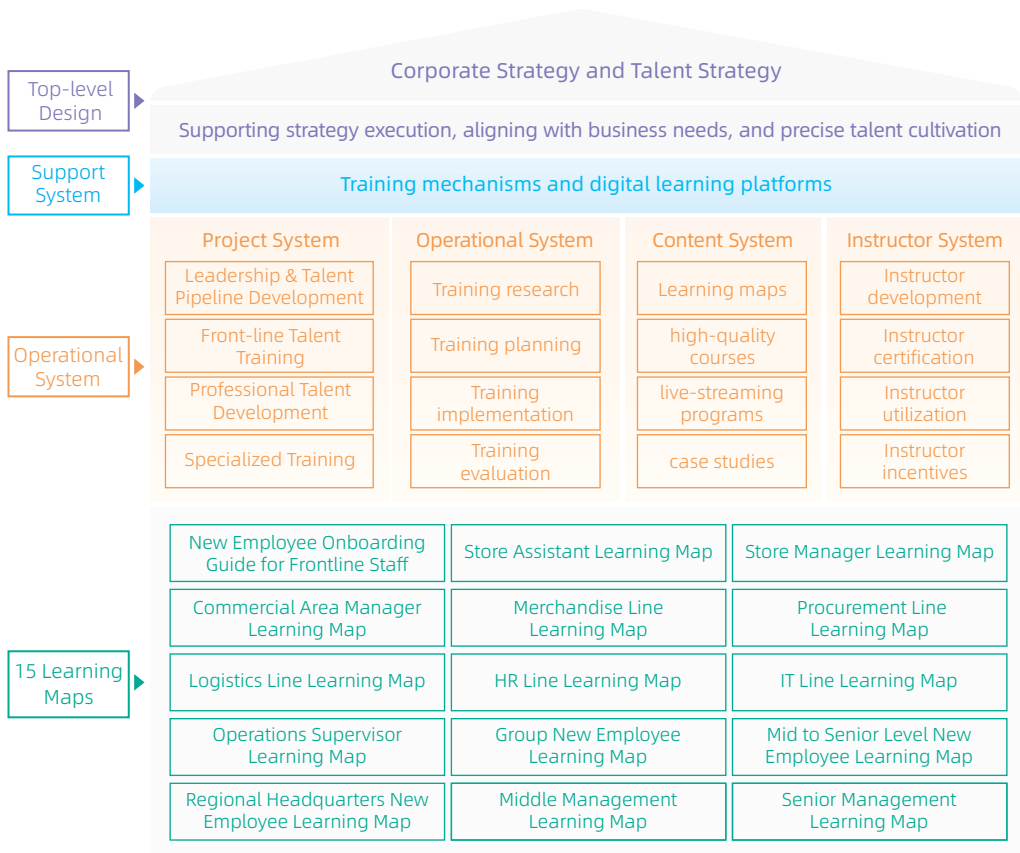 Corporate Strategy and Talent Strategy
Top-level
Design
Supporting strategy execution, aligning with business needs, and precise talent cultivation
Support
System
Training mechanisms and digital learning platforms
Operational
System
Project System
Leadership & Talent
Pipeline Development
Front-line Talent
Training
Professional Talent
Development
Specialized Training
Operational System
Training research
Training planning
Training
implementation
Training
evaluation
Content System
Learning maps
high-quality
courses
live-streaming
programs
case studies
Instructor System
Instructor
development
Instructor
certification
Instructor
utilization
Instructor
incentives
15 Learning
Maps
New Employee Onboarding
Guide for Frontline Staff
Store Assistant Learning Map
Store Manager Learning Map
Commercial Area Manager
Learning Map
Merchandise Line
Learning Map
Procurement Line
Learning Map
Logistics Line Learning Map
HR Line Learning Map
IT Line Learning Map
Operations Supervisor
Learning Map
Group New Employee
Learning Map
Mid to Senior Level New
Employee Learning Map
Regional Headquarters New
Employee Learning Map
Middle Management
Learning Map
Senior Management
Learning Map